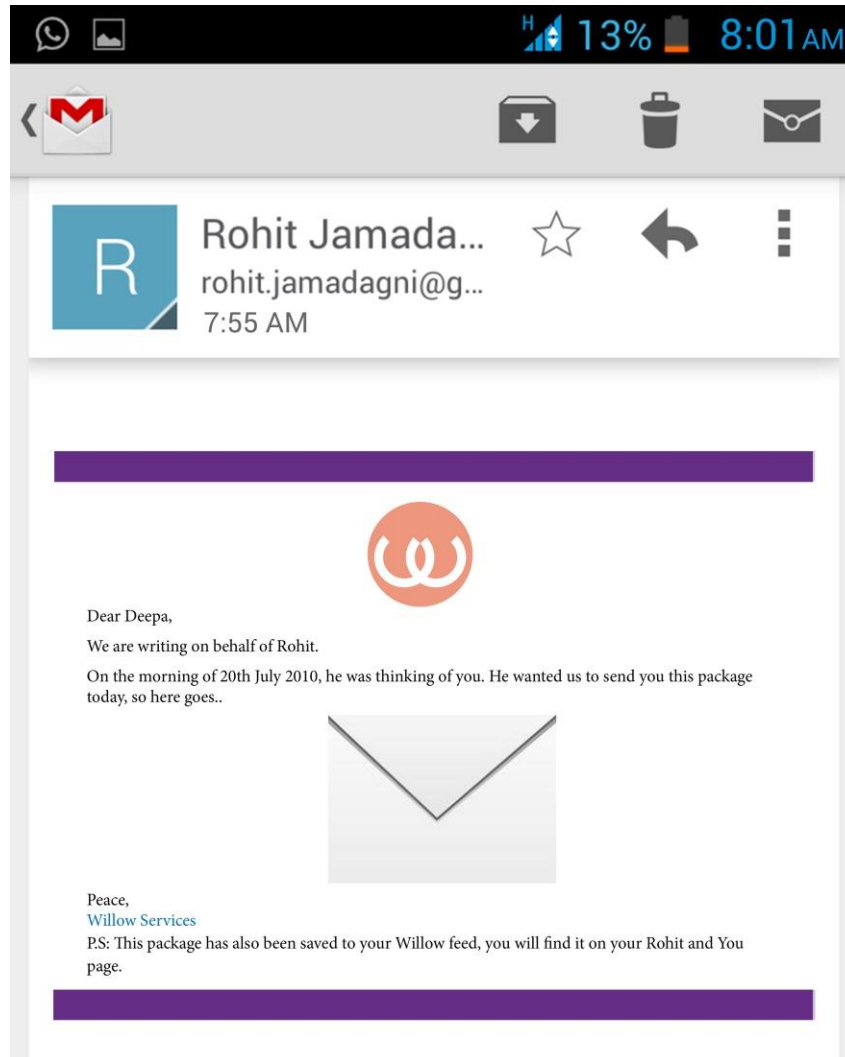 H 13% 8:01 AM
R
Rohit Jamada...
rohit.jamadagni@g...
7:55 AM
Dear Deepa,
We are writing on behalf of Rohit.
On the morning of 20th July 2010, he was thinking of you. He wanted us to send you this package
today, so here goes..
Peace,
Willow Services
P.S: This package has also been saved to your Willow feed, you will find it on your Rohit and You
page.